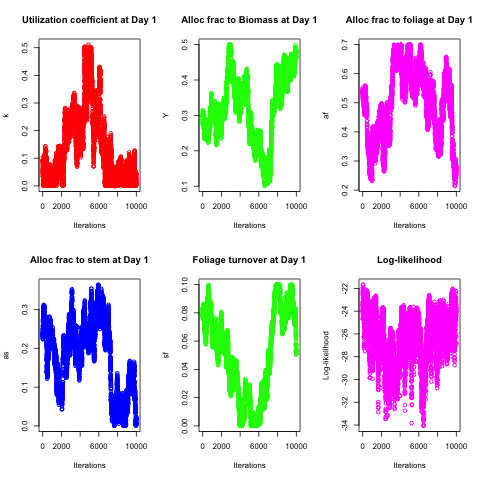 Utilization coefficient at Day 1
k
0.0 0.1 0.2 0.3 0.4 0.5
0 2000 6000 10000
Iterations
Alloc frac to Biomass at Day 1
Y
0.1 0.2 0.3 0.4 0.5
0 2000 6000 10000
Iterations
Alloc frac to foliage at Day 1
af
0.2 0.3 0.4 0.5 0.6 0.7
0 2000 6000 10000
Iterations
Alloc frac to stem at Day 1
as
0.0 0.1 0.2 0.3
0 2000 6000 10000
Iterations
Foliage turnover at Day 1
sf
0.00 0.02 0.04 0.06 0.08 0.10
0 2000 6000 10000
Iterations
Log-likelihood
Log-likelihood
-34 -32 -30 -28 -26 -24 -22
0 2000 6000 10000
Iterations